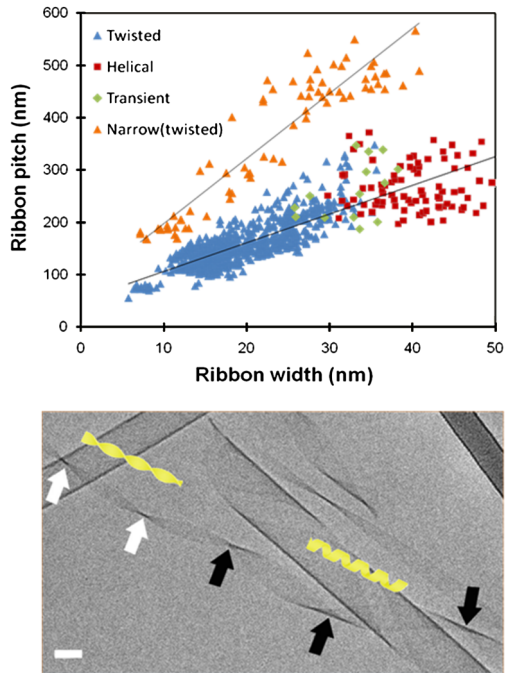 600
500
400
300
200
100
0
Ribbon pitch (nm)
Twisted
Helical
Transient
Narrow(twisted)
0 10 20 30 40 50
Ribbon width (nm)